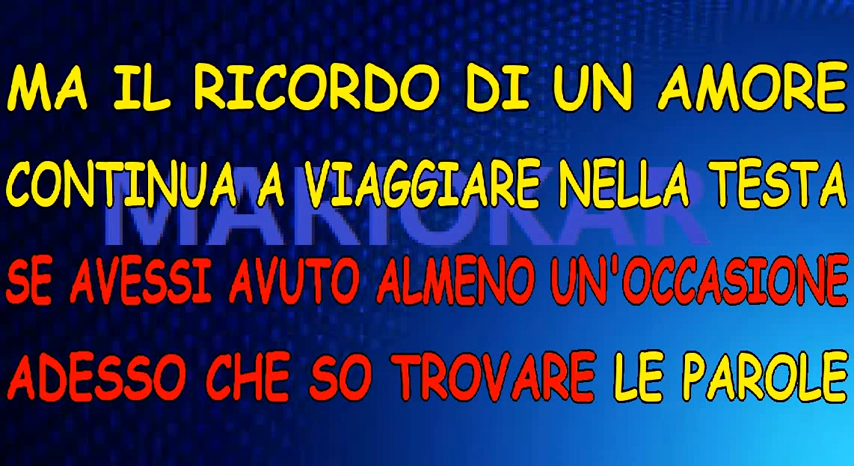 MA IL RICORDO DI UN AMORE
CONTINUA A VIAGGIARE NELLA TESTA
MARIOKAR
SE AVESSI AVUTO ALMENO UN'OCCASIONE
ADESSO CHE SO TROVARE LE PAROLE